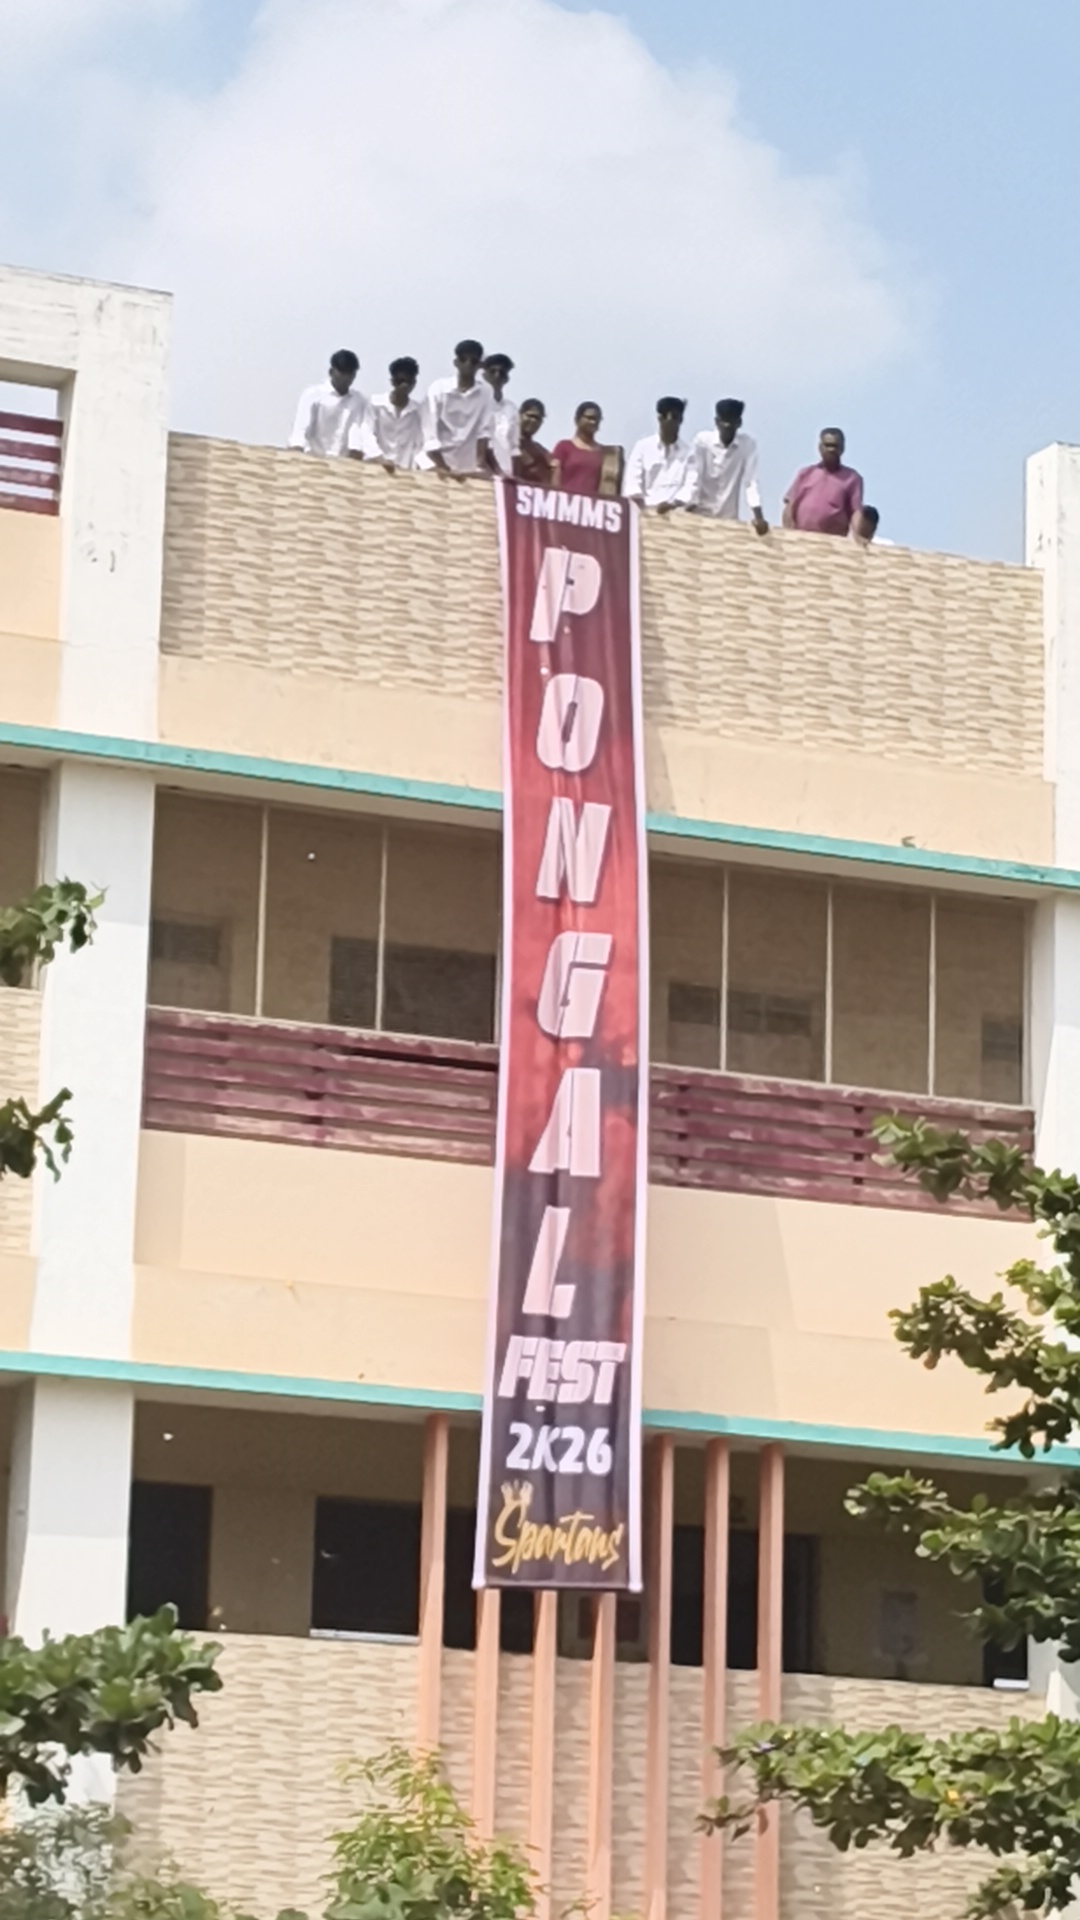 SMMMS
PONGAL
FEST
2K26
Spartans